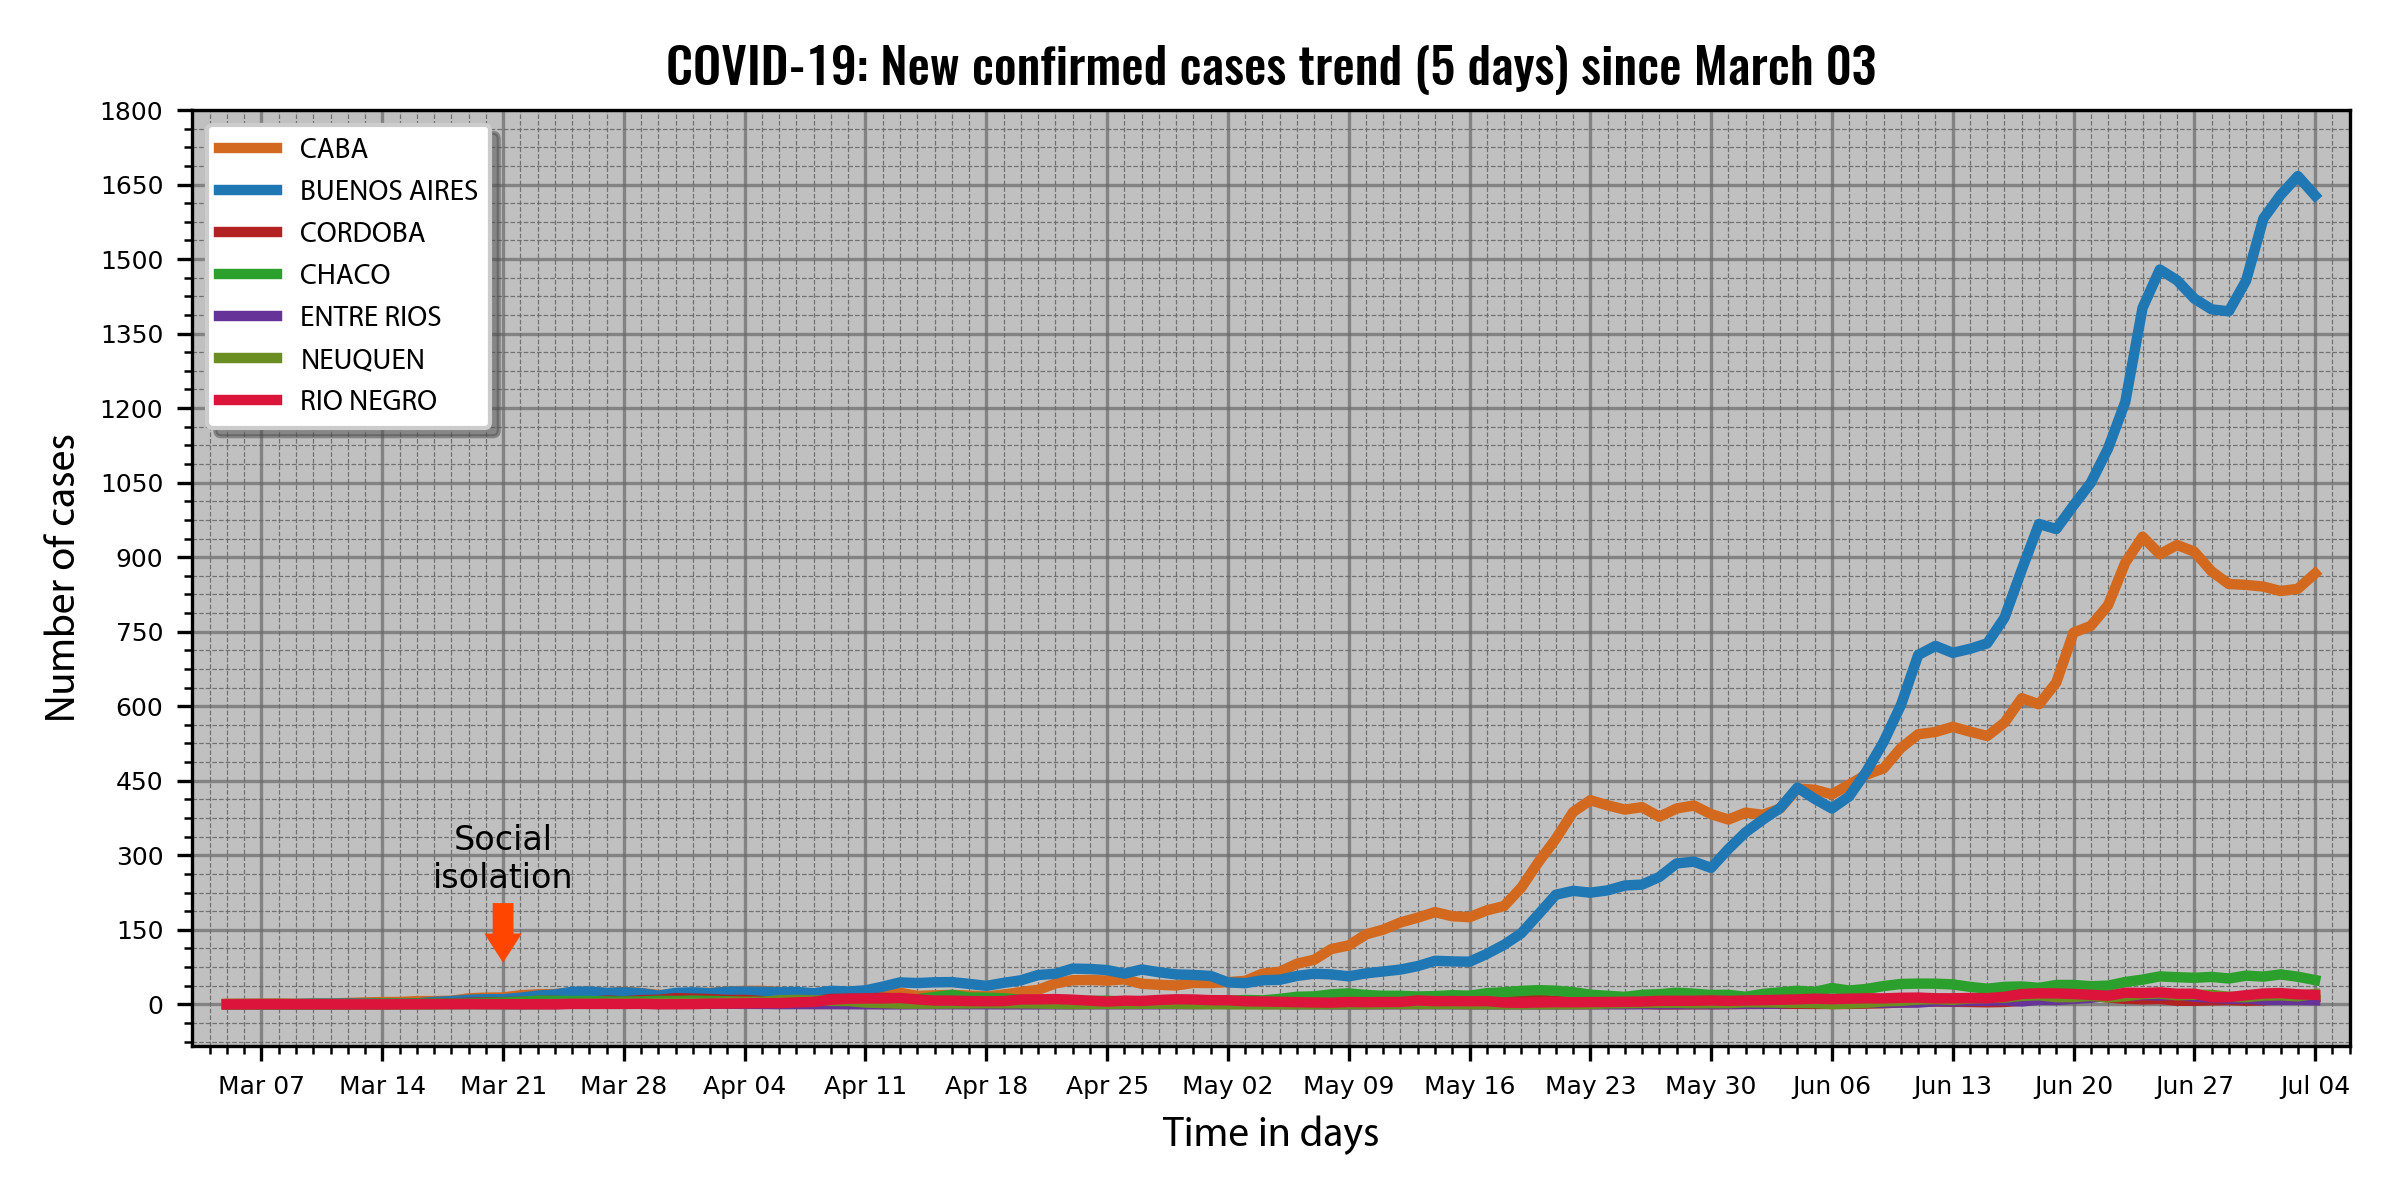 COVID-19: New confirmed cases trend (5 days) since March 03
1800
1650
1500
1350
1200
1050
900
750
600
450
300
150
0
Number of cases
CABA
BUENOS AIRES
CORDOBA
CHACO
ENTRE RIOS
NEUQUEN
RIO NEGRO
Social
isolation
Mar 07 Mar 14 Mar 21 Mar 28 Apr 04 Apr 11 Apr 18 Apr 25 May 02 May 09 May 16 May 23 May 30 Jun 06 Jun 13 Jun 20 Jun 27 Jul 04
Time in days